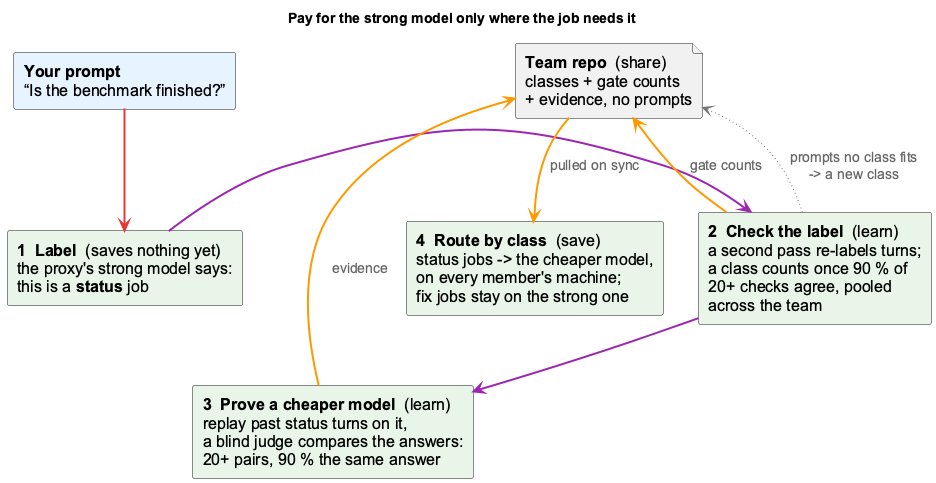 Pay for the strong model only where the job needs it
Your prompt
“Is the benchmark finished?”
Team repo (share)
classes + gate counts
+ evidence, no prompts
pulled on sync
gate counts
prompts no class fits
-> a new class
1 Label (saves nothing yet)
the proxy's strong model says:
this is a status job
evidence
4 Route by class (save)
status jobs -> the cheaper model,
on every member's machine;
fix jobs stay on the strong one
2 Check the label (learn)
a second pass re-labels turns;
a class counts once 90 % of
20+ checks agree, pooled
across the team
3 Prove a cheaper model (learn)
replay past status turns on it,
a blind judge compares the answers:
20+ pairs, 90 % the same answer